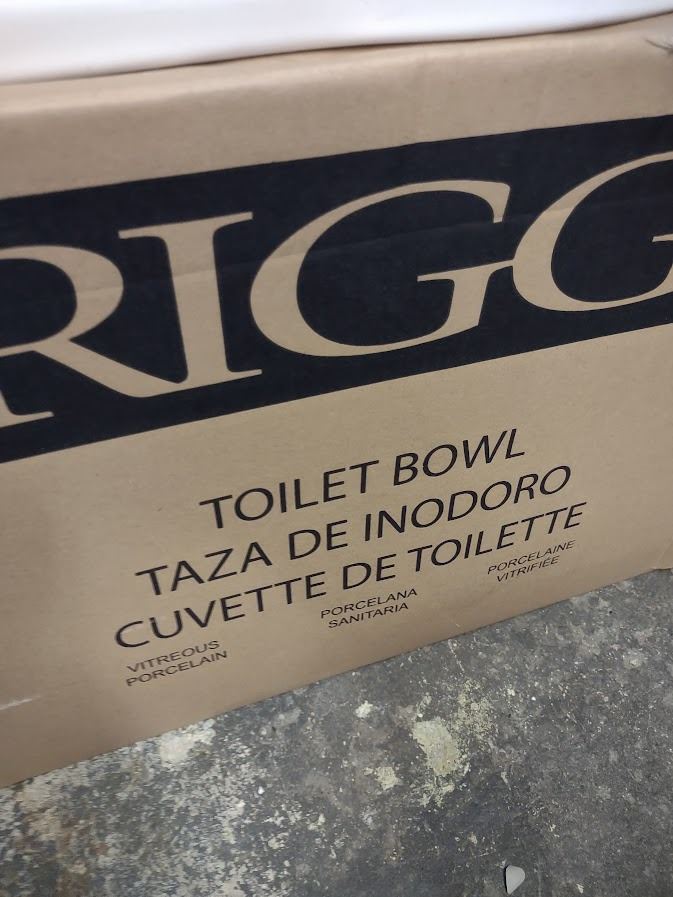 RIGG
TOILET BOWL
TAZA DE INODORO
CUVETTE DE TOILETTE
VITREOUS
PORCELAIN
PORCELANA
SANITARIA
PORCELAINE
VITRIFIÉE